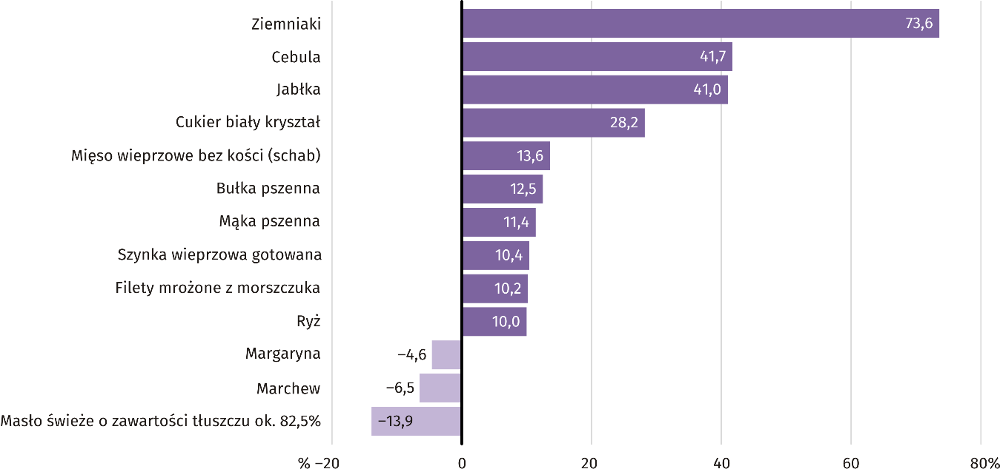 Ziemniaki 73,6
Cebula 41,7
Jabłka 41,0
Cukier biały kryształ 28,2
Mięso wieprzowe bez kości (schab) 13,6
Bułka pszenna 12,5
Mąka pszenna 11,4
Szynka wieprzowa gotowana 10,4
Filety mrożone z morszczuka 10,2
Ryż 10,0
Margaryna −4,6
Marchew −6,5
Masło świeże o zawartości tłuszczu ok. 82,5% −13,9
% −20 0 20 40 60 80%